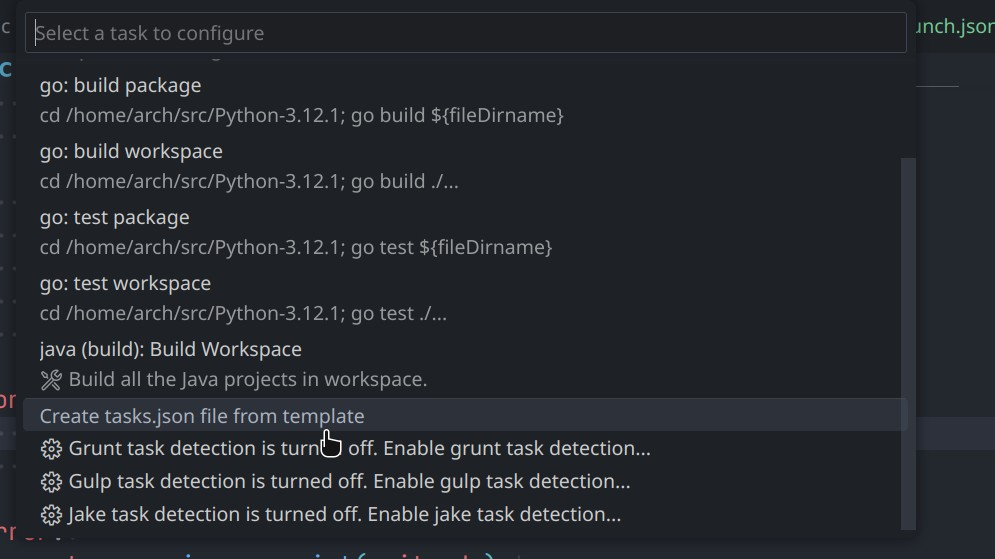 c
unch.json
Select a task to configure
c
go: build package
cd /home/arch/src/Python-3.12.1; go build ${fileDirname}
go: build workspace
cd /home/arch/src/Python-3.12.1; go build ./...
go: test package
cd /home/arch/src/Python-3.12.1; go test ${fileDirname}
go: test workspace
cd /home/arch/src/Python-3.12.1; go test ./...
java (build): Build Workspace
Build all the Java projects in workspace.
Create tasks.json file from template
Grunt task detection is turned off. Enable grunt task detection...
Gulp task detection is turned off. Enable gulp task detection...
Jake task detection is turned off. Enable jake task detection...